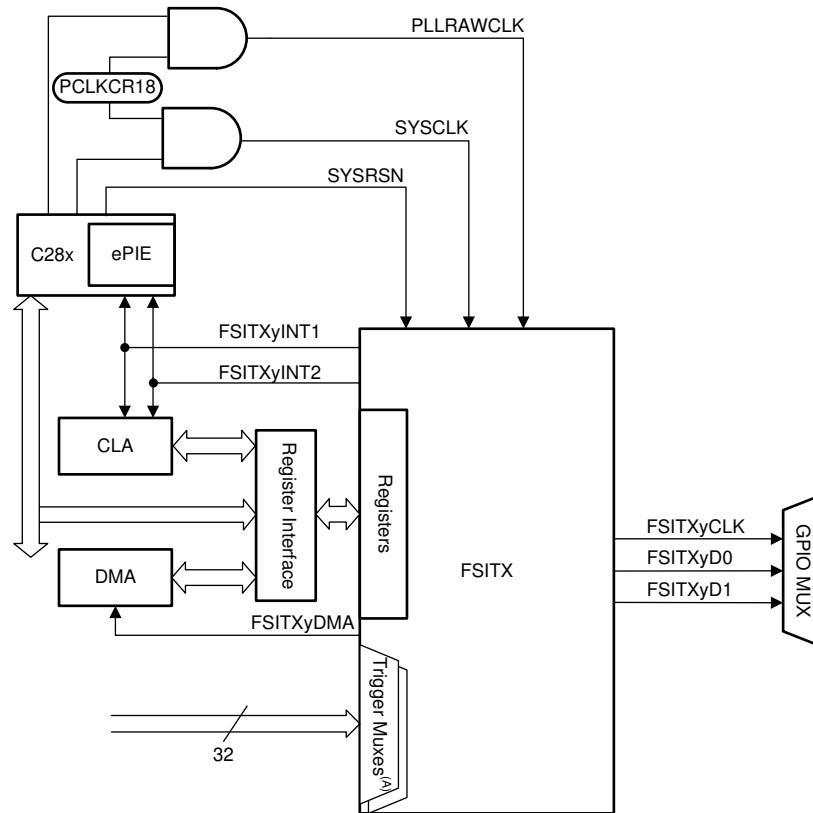 PLLRAWCLK
PCLKCR18
SYSCLK
SYSRSN
C28x
ePIE
FSITXyINT1
FSITXyINT2
CLA
Register Interface
Registers
FSITX
FSITXyCLK
FSITXyD0
FSITXyD1
GPIO MUX
DMA
FSITXyDMA
Trigger Muxes(A)
32